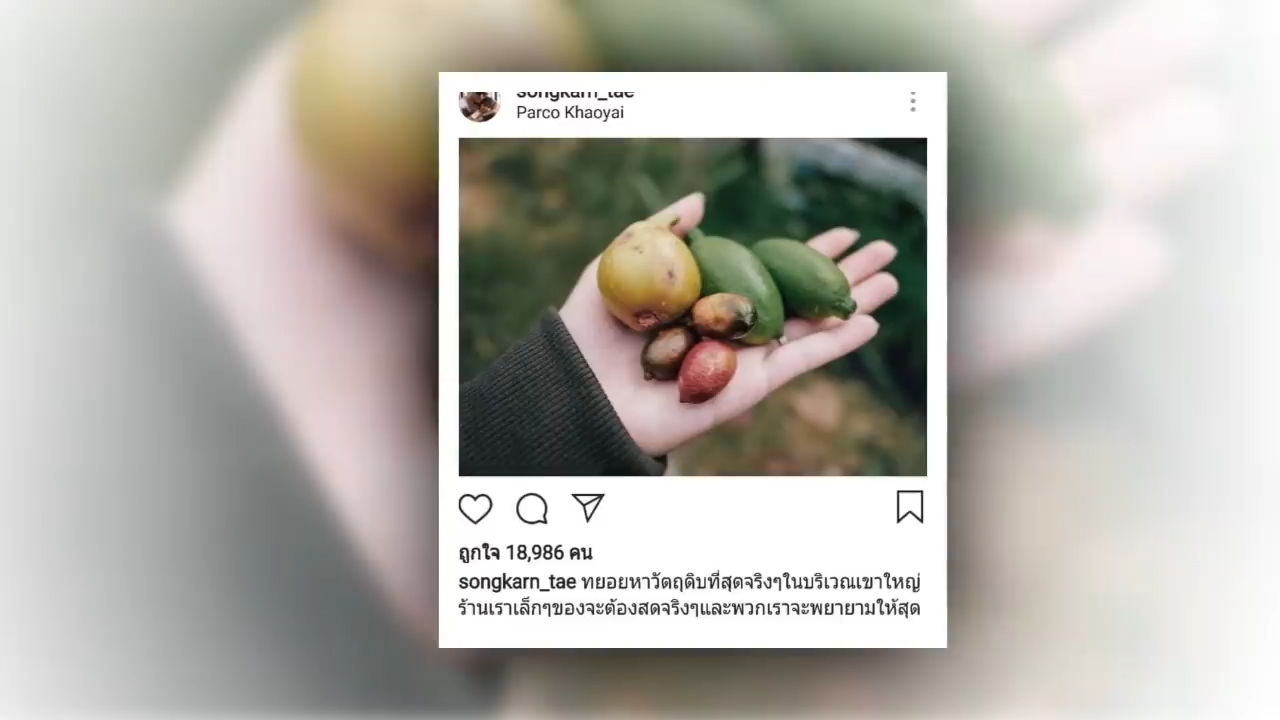 songkarn_tae
Parco Khaoyai
ถูกใจ 18,986 คน
songkarn_tae ทยอยหาวัตถุดิบที่สุดจริงๆในบริเวณเขาใหญ่
ร้านเราเล็กๆของจะต้องสดจริงๆและพวกเราจะพยายามให้สุด